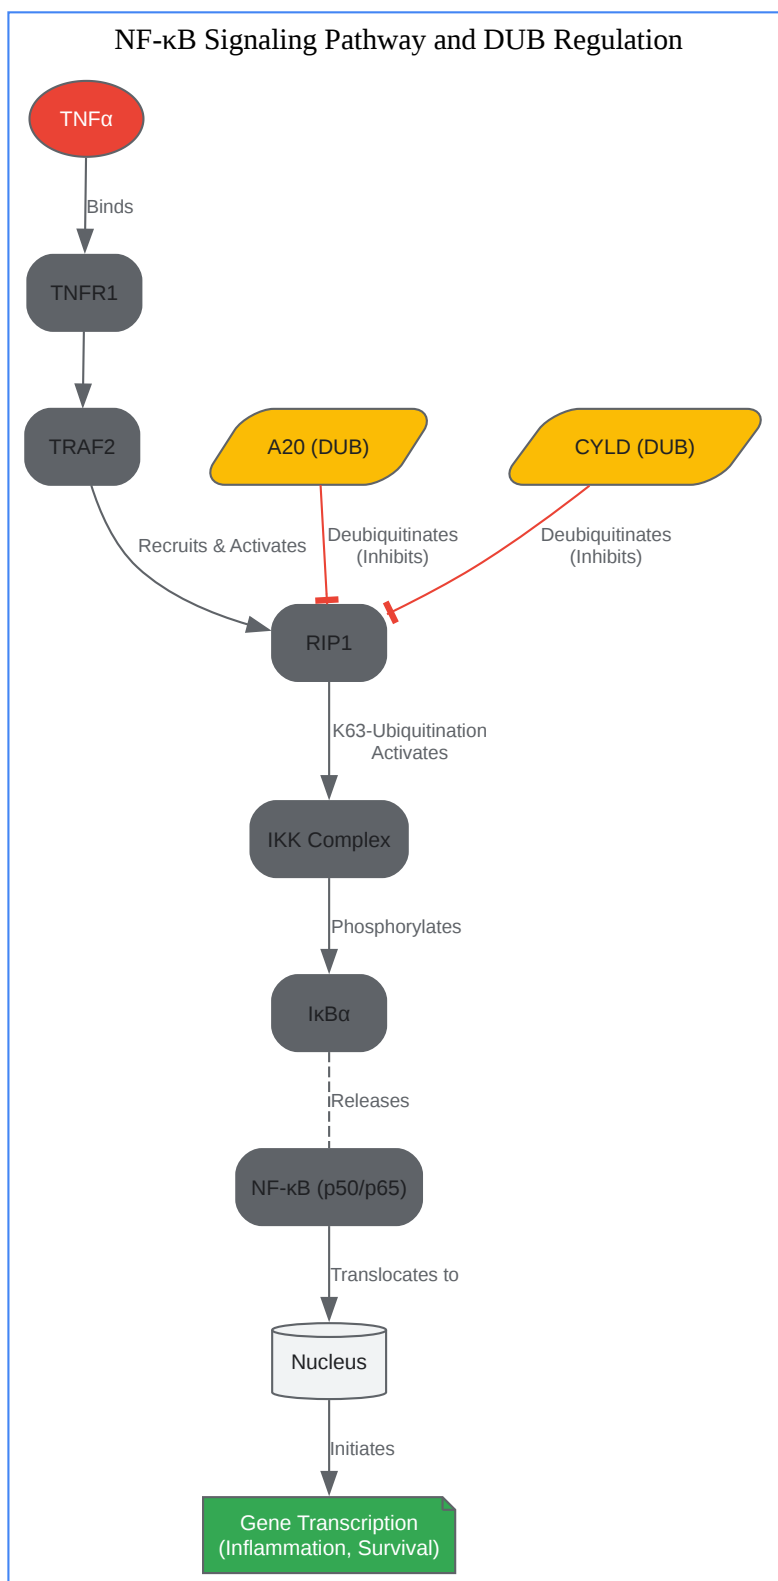 NF-κB Signaling Pathway and DUB Regulation
TNFα
Binds
TNFR1
TRAF2
A20 (DUB)
CYLD (DUB)
Recruits & Activates
Deubiquitinates
(Inhibits)
Deubiquitinates
(Inhibits)
RIP1
K63-Ubiquitination
Activates
IKK Complex
Phosphorylates
IκBα
Releases
NF-κB (p50/p65)
Translocates to
Nucleus
Initiates
Gene Transcription
(Inflammation, Survival)